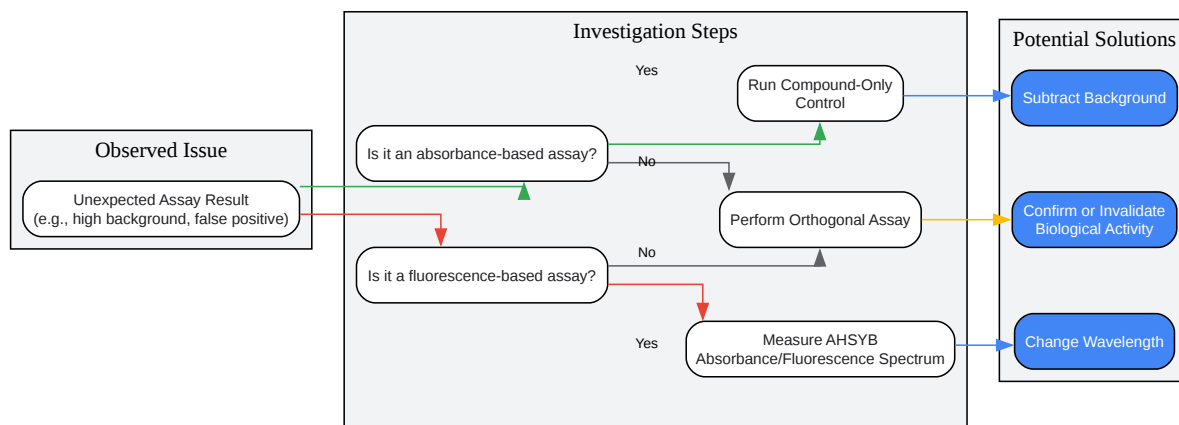 Observed Issue
Unexpected Assay Result
(e.g., high background, false positive)
Investigation Steps
Is it an absorbance-based assay?
Yes
Run Compound-Only
Control
No
Perform Orthogonal Assay
Is it a fluorescence-based assay?
No
Yes
Measure AHSYB
Absorbance/Fluorescence Spectrum
Potential Solutions
Subtract Background
Confirm or Invalidate
Biological Activity
Change Wavelength